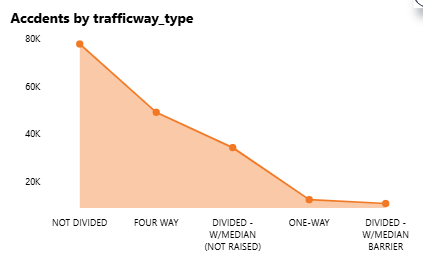 Accdents by trafficway_type
80K
60K
40K
20K
NOT DIVIDED
FOUR WAY
DIVIDED -
W/MEDIAN
(NOT RAISED)
ONE-WAY
DIVIDED -
W/MEDIAN
BARRIER